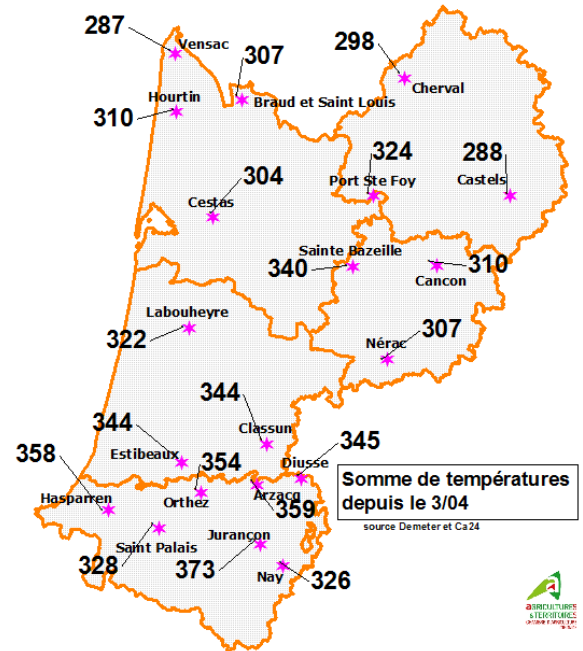 287
Vensac
307
298
Cherval
Hourtin
Braud et Saint Louis
310
324
288
304
Port Ste Foy
Castels
Cestas
Sainte Bazeille
340
310
Cancon
Labouheyre
322
307
Nérac
344
Classun
344
345
358
Estibeaux
354
Diusse
Hasparren
Orthez
Arzacq
359
Somme de températures
depuis le 3/04
source Demeter et Ca24
Saint Palais
Jurançon
328
373
Nay
326
AGRICULTURES
& TERRITOIRES